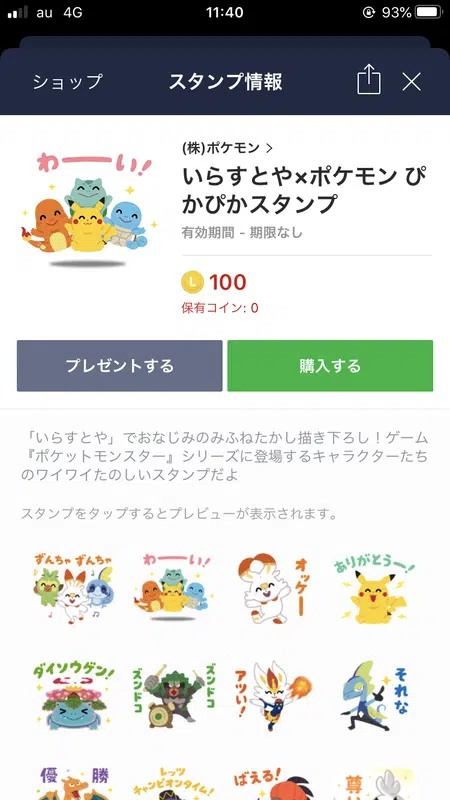 au 4G 11:40 93%
ショップ スタンプ情報
わーい!
(株)ポケモン >
いらすとや×ポケモン ぴ
かぴかスタンプ
有効期間 - 期限なし
L 100
保有コイン: 0
プレゼントする 購入する
「いらすとや」でおなじみのみふねたかし描き下ろし！ゲーム
『ポケットモンスター』シリーズに登場するキャラクターたち
のワイワイたのしいスタンプだよ
スタンプをタップするとプレビューが表示されます。
ずんちゃ ずんちゃ わーい! オッケー ありがとうー!
ダイソウゲン! ズンドコ ズンドコ アツい! それな
優勝 レッツ チャンピオンタイム! ばえる! 尊い